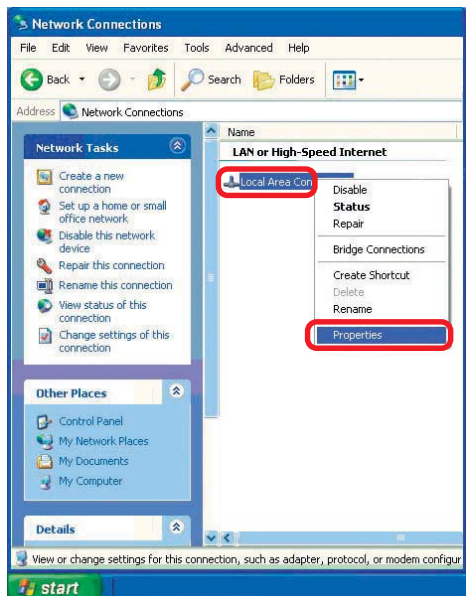 Network Connections
File Edit View Favorites Tools Advanced Help
Back Search Folders
Address Network Connections
Network Tasks
Create a new
connection
Set up a home or small
office network
Disable this network
device
Repair this connection
Rename this connection
View status of this
connection
Change settings of this
connection
Other Places
Control Panel
My Network Places
My Documents
My Computer
Details
Name
LAN or High-Speed Internet
Local Area Con
Disable
Status
Repair
Bridge Connections
Create Shortcut
Delete
Rename
Properties
View or change settings for this connection, such as adapter, protocol, or modem configur
start